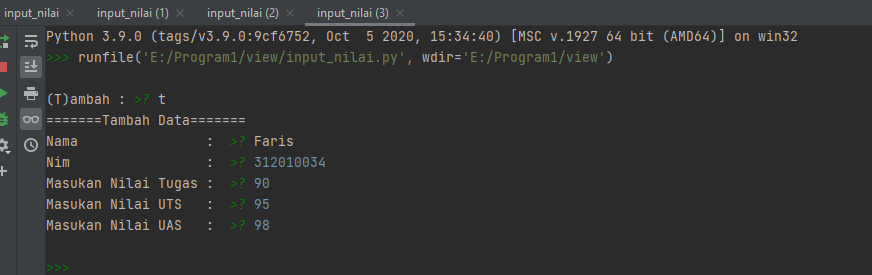 input_nilai × input_nilai (1) × input_nilai (2) × input_nilai (3) ×
Python 3.9.0 (tags/v3.9.0:9cf6752, Oct  5 2020, 15:34:40) [MSC v.1927 64 bit (AMD64)] on win32
>>> runfile('E:/Program1/view/input_nilai.py', wdir='E:/Program1/view')
(T)ambah : >? t
=======Tambah Data=======
Nama                : >? Faris
Nim                 : >? 312010034
Masukan Nilai Tugas : >? 90
Masukan Nilai UTS   : >? 95
Masukan Nilai UAS   : >? 98
>>>